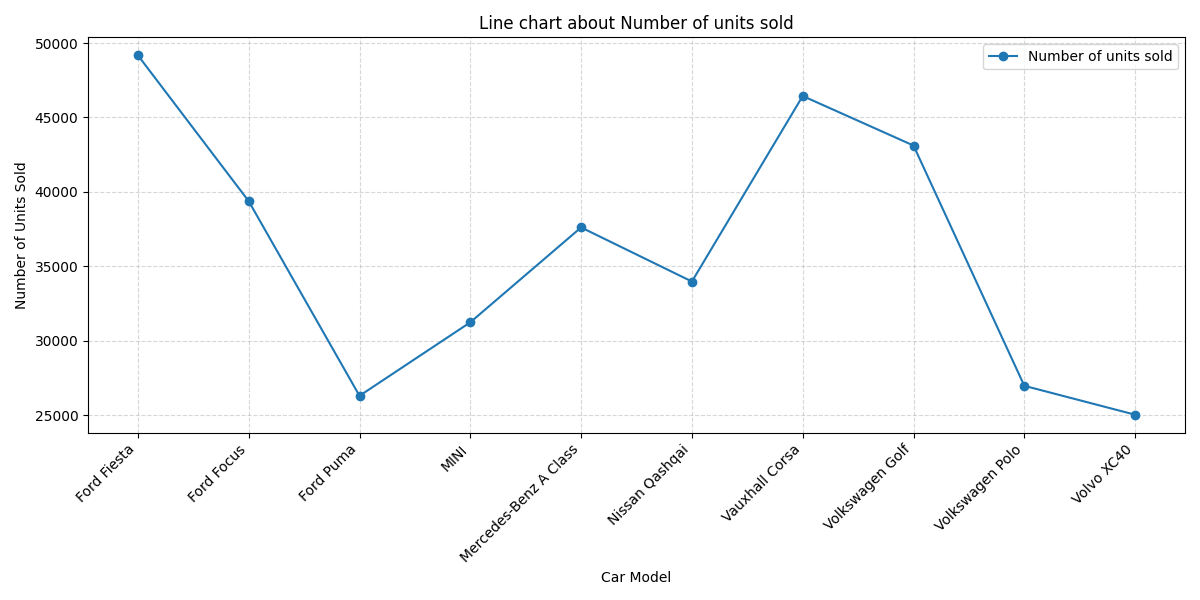 Line chart about Number of units sold
Number of units sold
Number of Units Sold
50000
45000
40000
35000
30000
25000
Ford Fiesta
Ford Focus
Ford Puma
MINI
Mercedes-Benz A Class
Nissan Qashqai
Vauxhall Corsa
Volkswagen Golf
Volkswagen Polo
Volvo XC40
Car Model